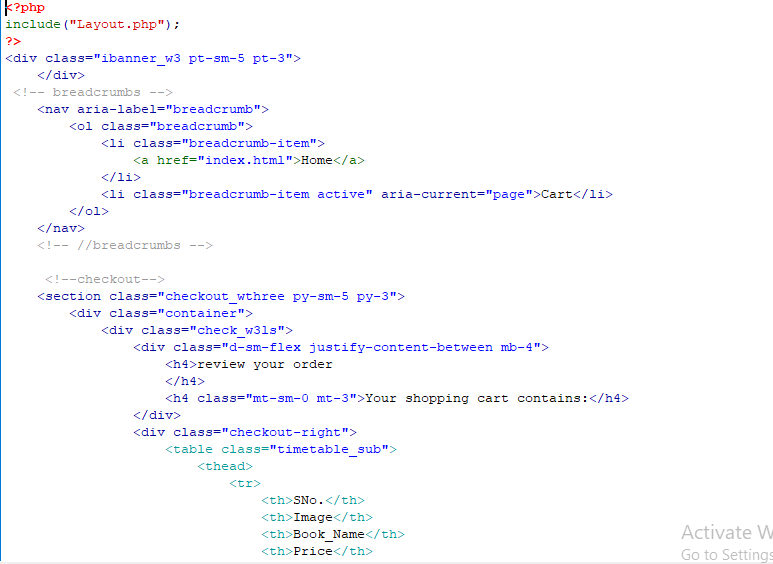 <?php
include("Layout.php");
?>
<div class="ibanner_w3 pt-sm-5 pt-3">
    </div>
 <!-- breadcrumbs -->
    <nav aria-label="breadcrumb">
        <ol class="breadcrumb">
            <li class="breadcrumb-item">
                <a href="index.html">Home</a>
            </li>
            <li class="breadcrumb-item active" aria-current="page">Cart</li>
        </ol>
    </nav>
    <!-- //breadcrumbs -->
     <!--checkout-->
    <section class="checkout_wthree py-sm-5 py-3">
        <div class="container">
            <div class="check_w3ls">
                <div class="d-sm-flex justify-content-between mb-4">
                    <h4>review your order
                    </h4>
                    <h4 class="mt-sm-0 mt-3">Your shopping cart contains:</h4>
                </div>
                <div class="checkout-right">
                    <table class="timetable_sub">
                        <thead>
                            <tr>
                                <th>SNo.</th>
                                <th>Image</th>
                                <th>Book_Name</th>
                                <th>Price</th>
Activate W
Go to Settings